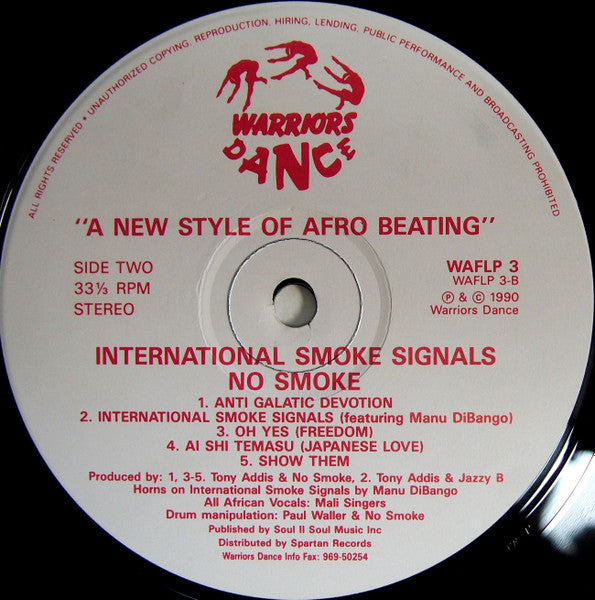 ALL RIGHTS RESERVED • UNAUTHORIZED COPYING, REPRODUCTION, HIRING, LENDING, PUBLIC PERFORMANCE AND BROADCASTING PROHIBITED
WARRIORS
DANCE
"A NEW STYLE OF AFRO BEATING"
SIDE TWO
33⅓ RPM
STEREO
WAFLP 3
WAFLP 3-B
Ⓟ & © 1990
Warriors Dance
INTERNATIONAL SMOKE SIGNALS
NO SMOKE
1. ANTI GALATIC DEVOTION
2. INTERNATIONAL SMOKE SIGNALS (featuring Manu DiBango)
3. OH YES (FREEDOM)
4. AI SHI TEMASU (JAPANESE LOVE)
5. SHOW THEM
Produced by: 1, 3-5. Tony Addis & No Smoke, 2. Tony Addis & Jazzy B
Horns on International Smoke Signals by Manu DiBango
All African Vocals: Mali Singers
Drum manipulation: Paul Waller & No Smoke
Published by Soul II Soul Music Inc
Distributed by Spartan Records
Warriors Dance Info Fax: 969-50254